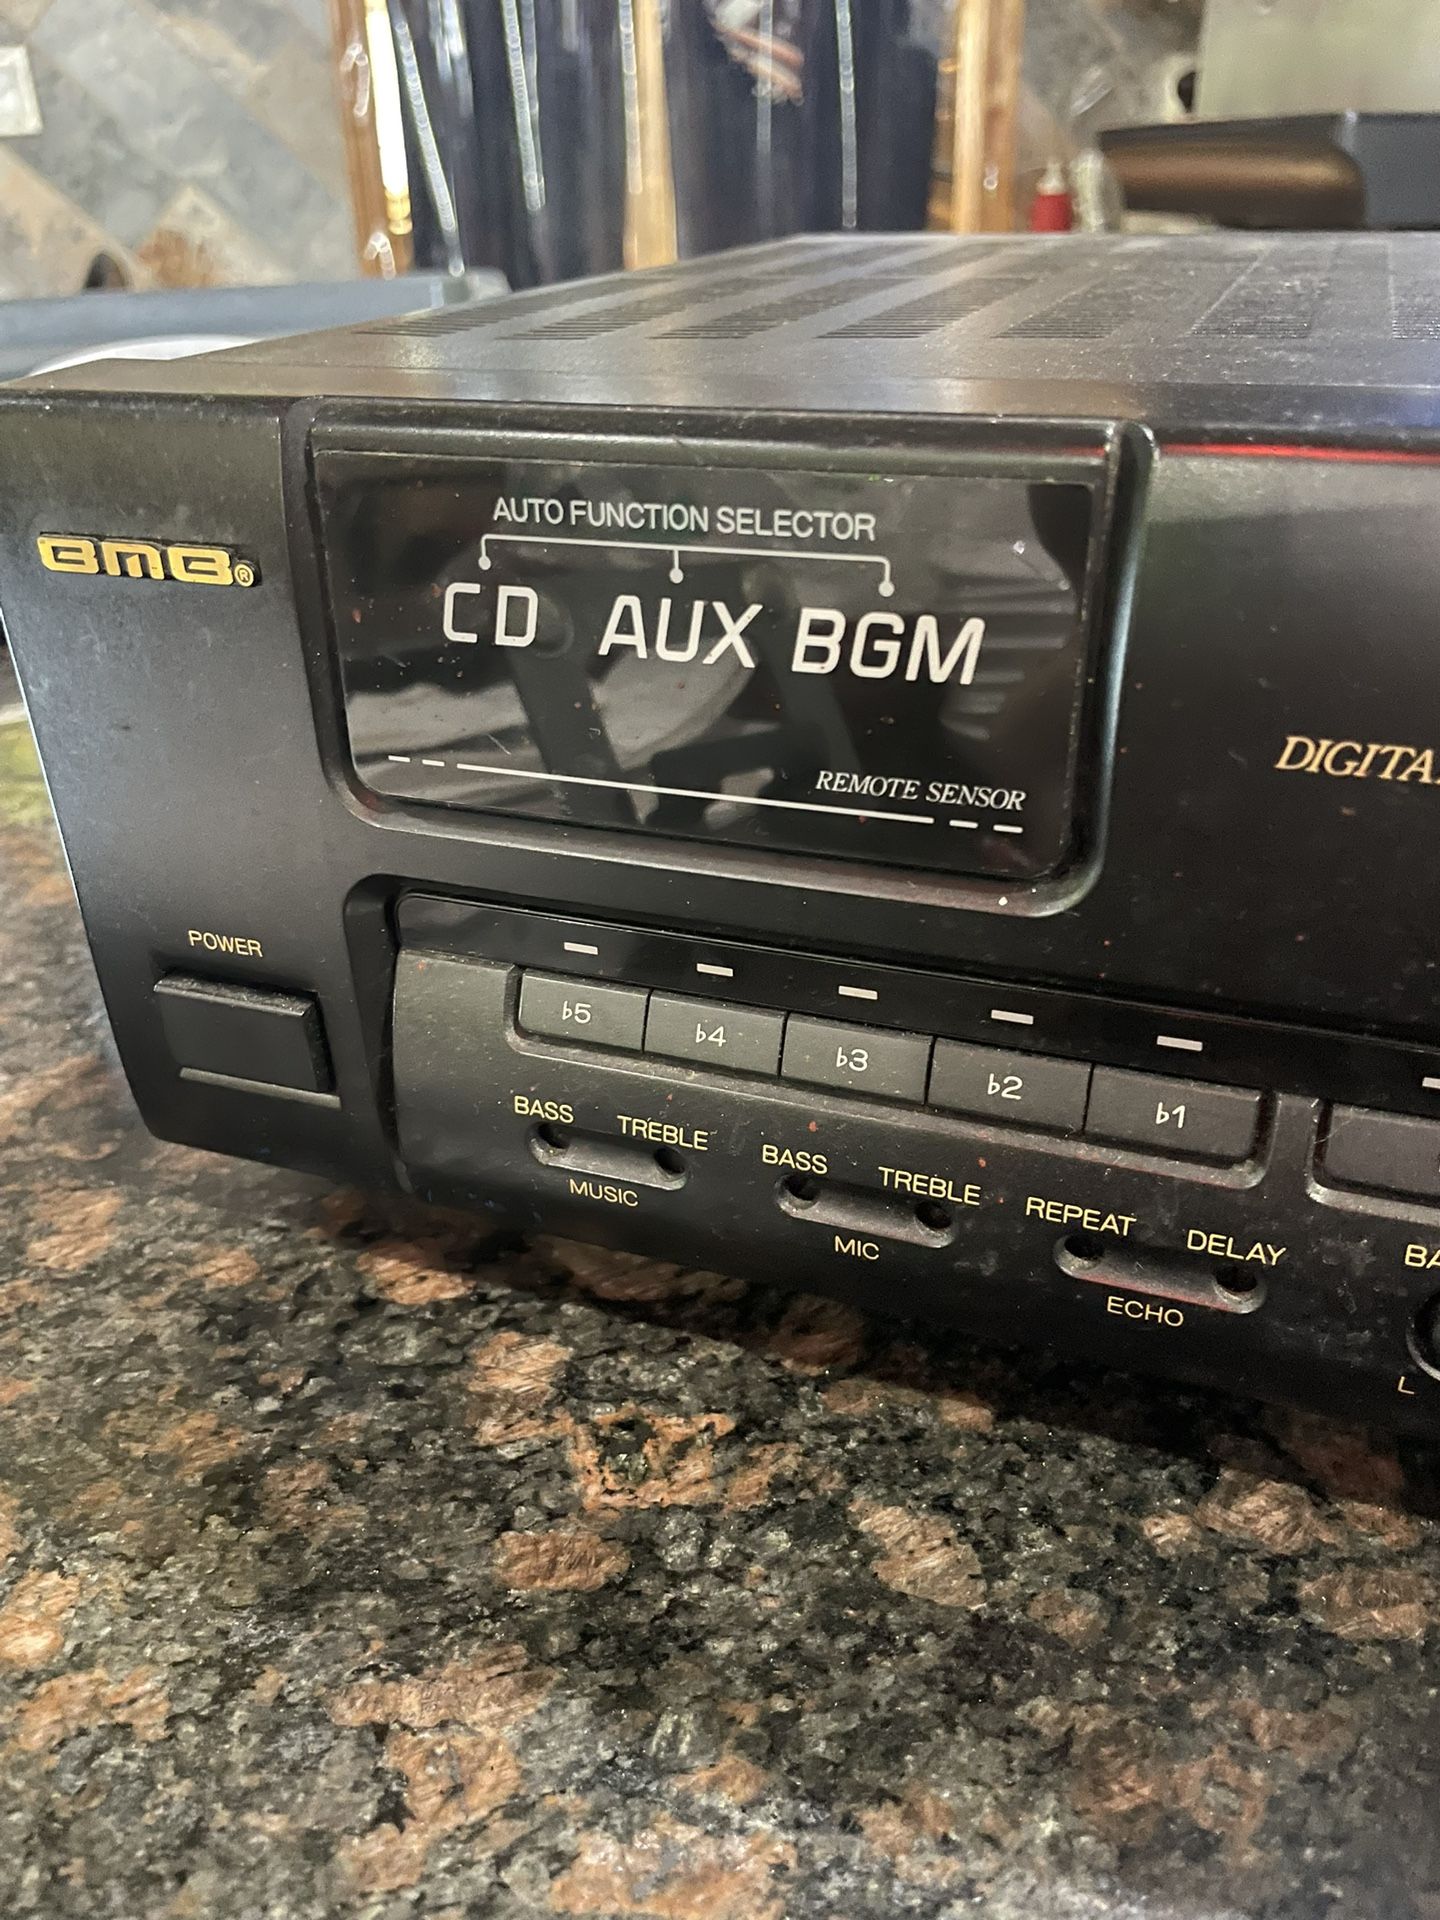 BMB®
AUTO FUNCTION SELECTOR
CD AUX BGM
REMOTE SENSOR
DIGITA
POWER
♭5 ♭4 ♭3 ♭2 ♭1
BASS TREBLE
MUSIC
BASS TREBLE
MIC
REPEAT DELAY
ECHO
BA
L